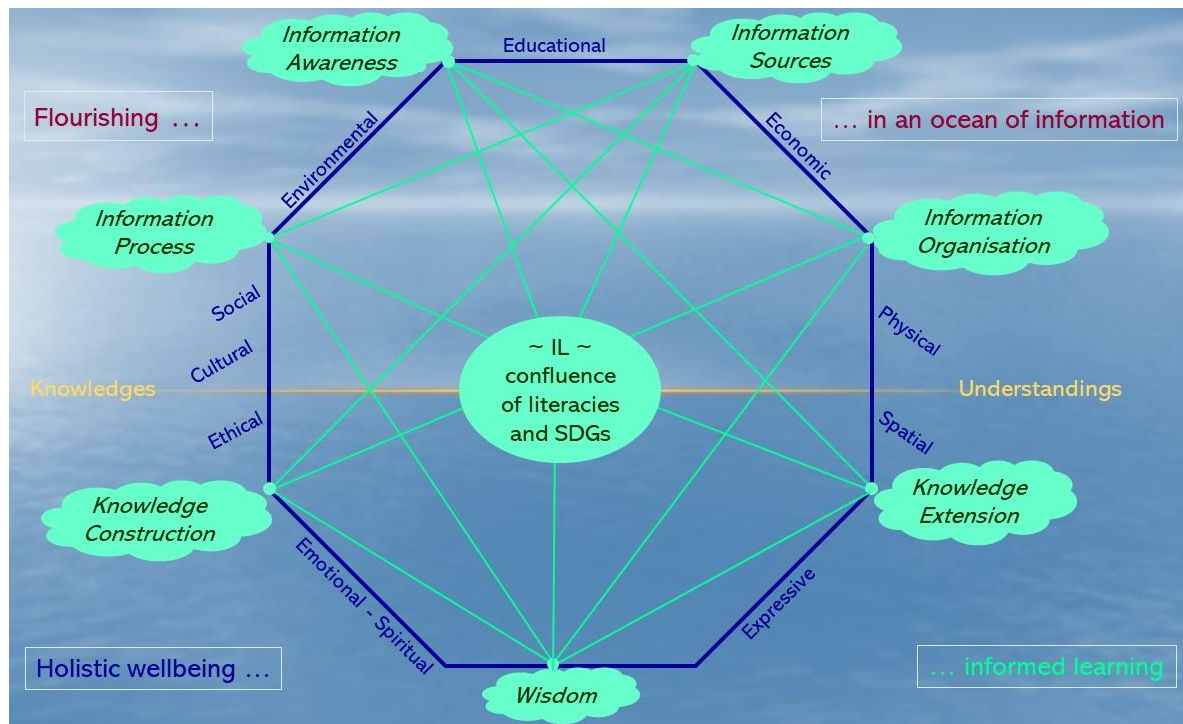 Information
Awareness
Educational
Information
Sources
Flourishing …
… in an ocean of information
Environmental
Economic
Information
Process
Information
Organisation
Social
Physical
Cultural
~ IL ~
confluence
of literacies
and SDGs
Knowledges
Understandings
Ethical
Spatial
Knowledge
Construction
Knowledge
Extension
Emotional - Spiritual
Expressive
Holistic wellbeing …
… informed learning
Wisdom